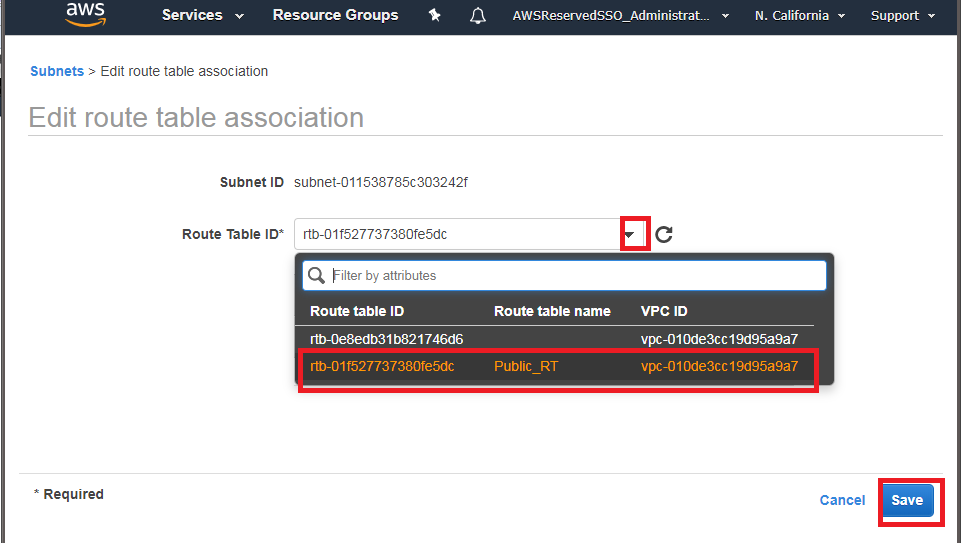 aws Services Resource Groups AWSReservedSSO_Administrat... N. California Support
Subnets > Edit route table association
Edit route table association
Subnet ID subnet-011538785c303242f
Route Table ID* rtb-01f527737380fe5dc
Filter by attributes
Route table ID Route table name VPC ID
rtb-0e8edb31b821746d6 vpc-010de3cc19d95a9a7
rtb-01f527737380fe5dc Public_RT vpc-010de3cc19d95a9a7
* Required
Cancel Save